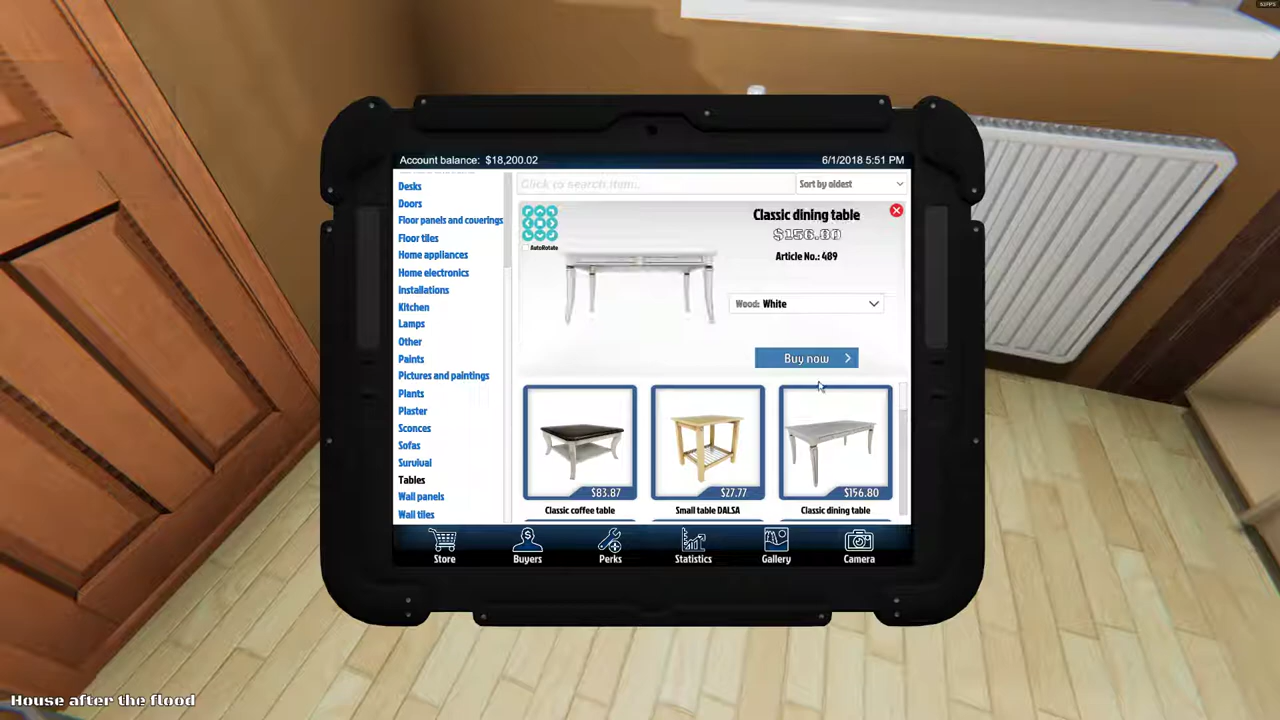 51FPS
Account balance: $18,200.02
6/1/2018 5:51 PM
Desks
Doors
Floor panels and coverings
Floor tiles
Home appliances
Home electronics
Installations
Kitchen
Lamps
Other
Paints
Pictures and paintings
Plants
Plaster
Sconces
Sofas
Survival
Tables
Wall panels
Wall tiles
Click to search item...
Sort by oldest
AutoRotate
Classic dining table
$156.80
Article No.: 489
Wood: White
Buy now
$83.87
$27.77
$156.80
Classic coffee table
Small table DALSA
Classic dining table
Store
Buyers
Perks
Statistics
Gallery
Camera
House after the flood